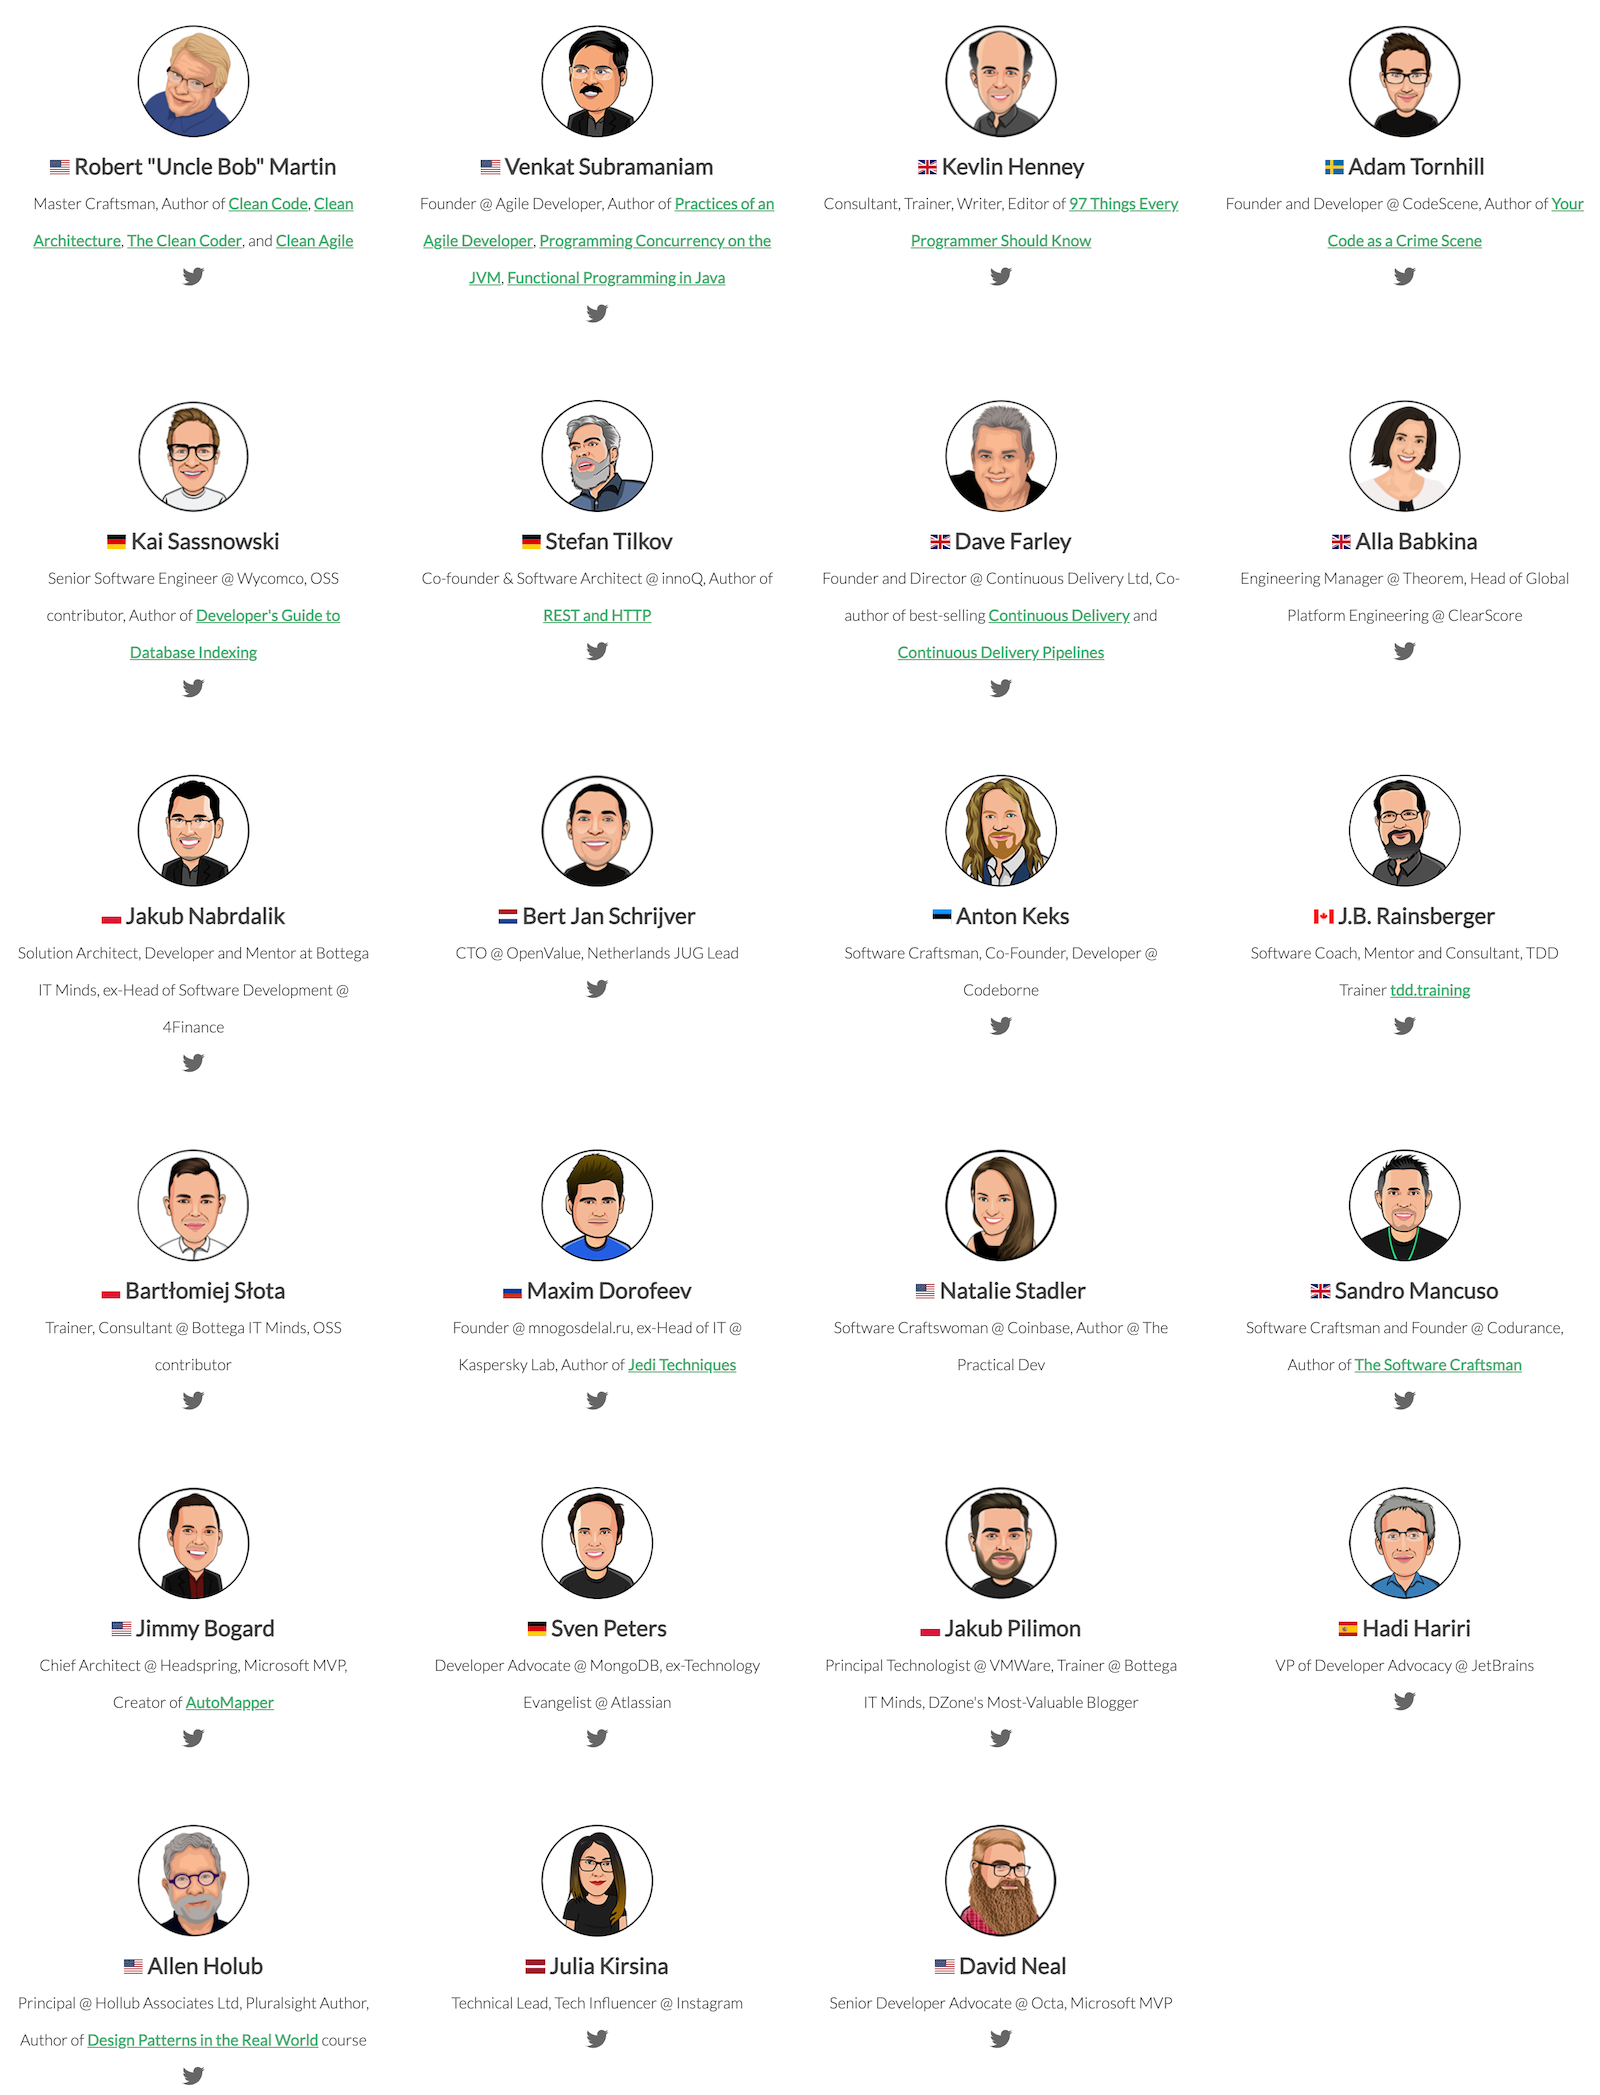 Robert "Uncle Bob" Martin
Master Craftsman, Author of Clean Code, Clean
Architecture, The Clean Coder, and Clean Agile
Venkat Subramaniam
Founder @ Agile Developer, Author of Practices of an
Agile Developer, Programming Concurrency on the
JVM, Functional Programming in Java
Kevlin Henney
Consultant, Trainer, Writer, Editor of 97 Things Every
Programmer Should Know
Adam Tornhill
Founder and Developer @ CodeScene, Author of Your
Code as a Crime Scene
Kai Sassnowski
Senior Software Engineer @ Wycomco, OSS
contributor, Author of Developer's Guide to
Database Indexing
Stefan Tilkov
Co-founder & Software Architect @ innoQ, Author of
REST and HTTP
Dave Farley
Founder and Director @ Continuous Delivery Ltd, Co-
author of best-selling Continuous Delivery and
Continuous Delivery Pipelines
Alla Babkina
Engineering Manager @ Theorem, Head of Global
Platform Engineering @ ClearScore
Jakub Nabrdalik
Solution Architect, Developer and Mentor at Bottega
IT Minds, ex-Head of Software Development @
4Finance
Bert Jan Schrijver
CTO @ OpenValue, Netherlands JUG Lead
Anton Keks
Software Craftsman, Co-Founder, Developer @
Codeborne
J.B. Rainsberger
Software Coach, Mentor and Consultant, TDD
Trainer tdd.training
Bartłomiej Słota
Trainer, Consultant @ Bottega IT Minds, OSS
contributor
Maxim Dorofeev
Founder @ mnogosdelal.ru, ex-Head of IT @
Kaspersky Lab, Author of Jedi Techniques
Natalie Stadler
Software Craftswoman @ Coinbase, Author @ The
Practical Dev
Sandro Mancuso
Software Craftsman and Founder @ Codurance,
Author of The Software Craftsman
Jimmy Bogard
Chief Architect @ Headspring, Microsoft MVP,
Creator of AutoMapper
Sven Peters
Developer Advocate @ MongoDB, ex-Technology
Evangelist @ Atlassian
Jakub Pilimon
Principal Technologist @ VMWare, Trainer @ Bottega
IT Minds, DZone's Most-Valuable Blogger
Hadi Hariri
VP of Developer Advocacy @ JetBrains
Allen Holub
Principal @ Hollub Associates Ltd, Pluralsight Author,
Author of Design Patterns in the Real World course
Julia Kirsina
Technical Lead, Tech Influencer @ Instagram
David Neal
Senior Developer Advocate @ Octa, Microsoft MVP